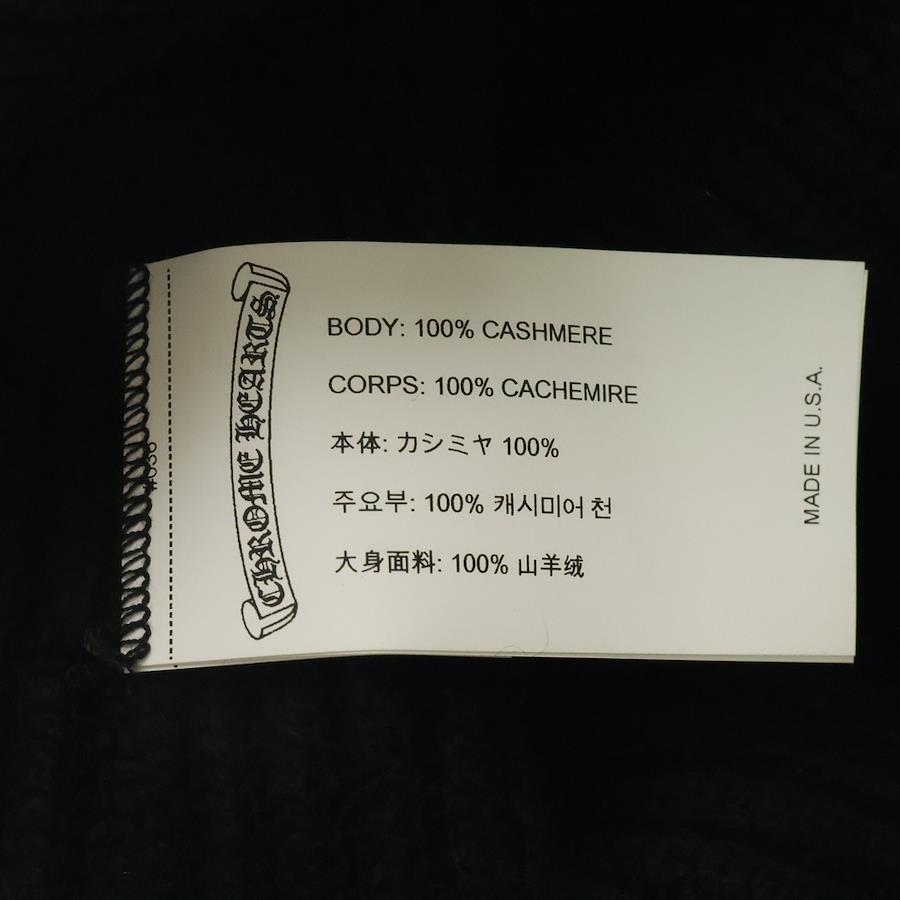 CHROME HEARTS
BODY: 100% CASHMERE
CORPS: 100% CACHEMIRE
本体: カシミヤ 100%
주요부: 100% 캐시미어 천
大身面料: 100% 山羊绒
MADE IN U.S.A.